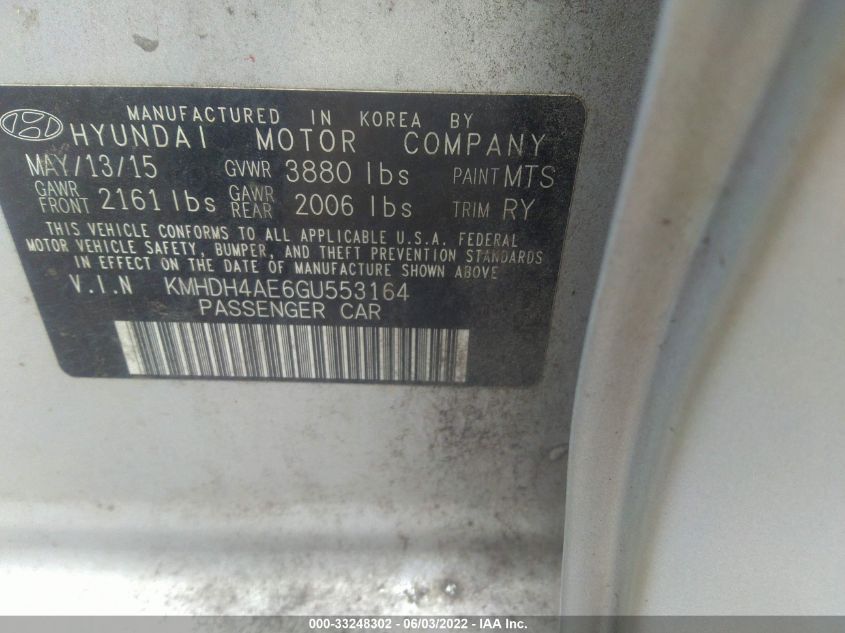 MANUFACTURED IN KOREA BY
HYUNDAI MOTOR COMPANY
MAY/13/15 GVWR 3880 lbs PAINT MTS
GAWR FRONT 2161 lbs GAWR REAR 2006 lbs TRIM RY
THIS VEHICLE CONFORMS TO ALL APPLICABLE U.S.A. FEDERAL
MOTOR VEHICLE SAFETY, BUMPER, AND THEFT PREVENTION STANDARDS
IN EFFECT ON THE DATE OF MANUFACTURE SHOWN ABOVE
V.I.N KMHDH4AE6GU553164
PASSENGER CAR
000-33248302 - 06/03/2022 - IAA Inc.